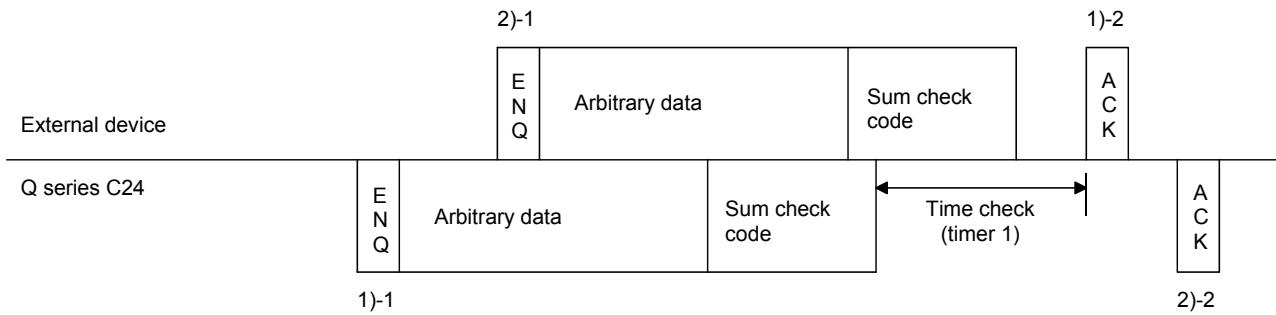 2)-1
1)-2
E
N
Q
Arbitrary data
Sum check
code
A
C
K
External device
Q series C24
E
N
Q
Arbitrary data
Sum check
code
Time check
(timer 1)
A
C
K
1)-1
2)-2